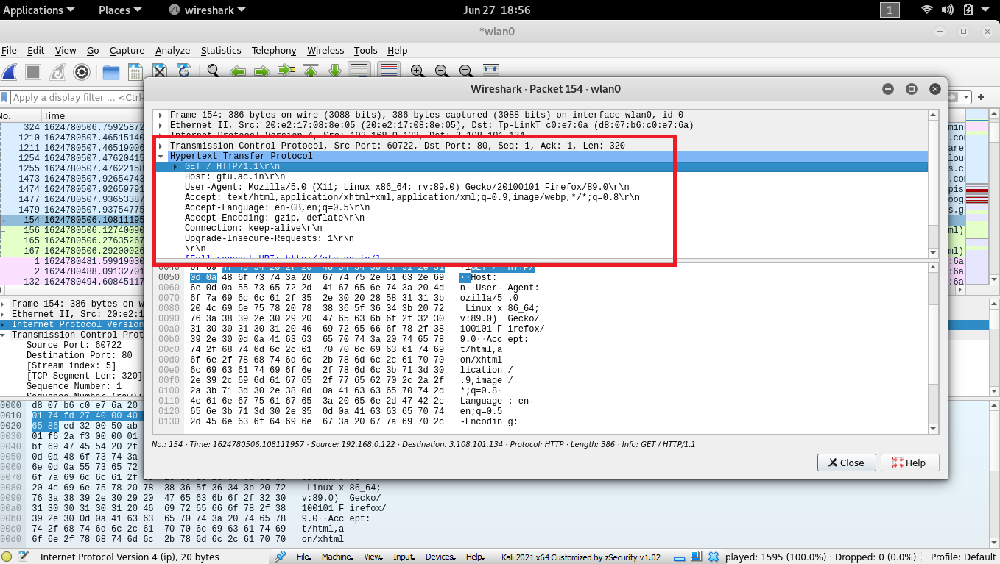 Applications Places wireshark Jun 27 18:56 1
*wlan0
File Edit View Go Capture Analyze Statistics Telephony Wireless Tools Help
Apply a display filter … <Ctrl-
No. Time
324 1624780506.75925872
1210 1624780507.46515140
1211 1624780507.46519006
1254 1624780507.47620415
1255 1624780507.47622158
1473 1624780507.92654743
1474 1624780507.92659791
1477 1624780507.93653387
1479 1624780507.93754775
154 1624780506.10811195
156 1624780506.12740090
165 1624780506.27635267
167 1624780506.29200026
1 1624780481.59919030
2 1624780488.09132701
132 1624780494.60845117
Frame 154: 386 bytes on w
Ethernet II, Src: 20:e2:1
Internet Protocol Version
Transmission Control Prot
Source Port: 60722
Destination Port: 80
[Stream index: 5]
[TCP Segment Len: 320]
Sequence Number: 1
Sequence Number (raw):
0000 d8 07 b6 c0 e7 6a 20
0010 01 74 fd 27 40 00 40
0020 65 86 ed 32 00 50 ab
0030 01 f6 2a f3 00 00 01
0040 bf 69 47 45 54 20 2f
0050 0d 0a 48 6f 73 74 3a
0060 6e 0d 0a 55 73 65 72
0070 6f 7a 69 6c 6c 61 2f
0080 20 4c 69 6e 75 78 20 78 38 36 5f 36 34 3b 20 72 Linux x 86_64;
0090 76 3a 38 39 2e 30 29 20 47 65 63 6b 6f 2f 32 30 v:89.0) Gecko/
00a0 31 30 30 31 30 31 20 46 69 72 65 66 6f 78 2f 38 100101 F irefox/
00b0 39 2e 30 0d 0a 41 63 63 65 70 74 3a 20 74 65 78 9.0··Acc ept:
00c0 74 2f 68 74 6d 6c 2c 61 70 70 6c 69 63 61 74 69 t/html,a
00d0 6f 6e 2f 78 68 74 6d 6c 2b 78 6d 6c 2c 61 70 70 on/xhtml
Wireshark · Packet 154 · wlan0
Frame 154: 386 bytes on wire (3088 bits), 386 bytes captured (3088 bits) on interface wlan0, id 0
Ethernet II, Src: 20:e2:17:08:8e:05 (20:e2:17:08:8e:05), Dst: Tp-LinkT_c0:e7:6a (d8:07:b6:c0:e7:6a)
Internet Protocol Version 4, Src: 192.168.0.122, Dst: 3.108.101.134
Transmission Control Protocol, Src Port: 60722, Dst Port: 80, Seq: 1, Ack: 1, Len: 320
Hypertext Transfer Protocol
GET / HTTP/1.1\r\n
Host: gtu.ac.in\r\n
User-Agent: Mozilla/5.0 (X11; Linux x86_64; rv:89.0) Gecko/20100101 Firefox/89.0\r\n
Accept: text/html,application/xhtml+xml,application/xml;q=0.9,image/webp,*/*;q=0.8\r\n
Accept-Language: en-GB,en;q=0.5\r\n
Accept-Encoding: gzip, deflate\r\n
Connection: keep-alive\r\n
Upgrade-Insecure-Requests: 1\r\n
\r\n
[Full request URI: http://gtu.ac.in/]
0040 bf 69 47 45 54 20 2f 20 48 54 54 50 2f 31 2e 31 ·iGET / HTTP/
0050 0d 0a 48 6f 73 74 3a 20 67 74 75 2e 61 63 2e 69 ··Host:
0060 6e 0d 0a 55 73 65 72 2d 41 67 65 6e 74 3a 20 4d n··User- Agent:
0070 6f 7a 69 6c 6c 61 2f 35 2e 30 20 28 58 31 31 3b ozilla/5 .0
0080 20 4c 69 6e 75 78 20 78 38 36 5f 36 34 3b 20 72 Linux x 86_64;
0090 76 3a 38 39 2e 30 29 20 47 65 63 6b 6f 2f 32 30 v:89.0) Gecko/
00a0 31 30 30 31 30 31 20 46 69 72 65 66 6f 78 2f 38 100101 F irefox/
00b0 39 2e 30 0d 0a 41 63 63 65 70 74 3a 20 74 65 78 9.0··Acc ept:
00c0 74 2f 68 74 6d 6c 2c 61 70 70 6c 69 63 61 74 69 t/html,a
00d0 6f 6e 2f 78 68 74 6d 6c 2b 78 6d 6c 2c 61 70 70 on/xhtml
00e0 6c 69 63 61 74 69 6f 6e 2f 78 6d 6c 3b 71 3d 30 lication /
00f0 2e 39 2c 69 6d 61 67 65 2f 77 65 62 70 2c 2a 2f .9,image /
0100 2a 3b 71 3d 30 2e 38 0d 0a 41 63 63 65 70 74 2d *;q=0.8·
0110 4c 61 6e 67 75 61 67 65 3a 20 65 6e 2d 47 42 2c Language : en-
0120 65 6e 3b 71 3d 30 2e 35 0d 0a 41 63 63 65 70 74 en;q=0.5
0130 2d 45 6e 63 6f 64 69 6e 67 3a 20 67 7a 69 70 2c -Encodin g:
No.: 154 · Time: 1624780506.108111957 · Source: 192.168.0.122 · Destination: 3.108.101.134 · Protocol: HTTP · Length: 386 · Info: GET / HTTP/1.1
Close Help
Internet Protocol Version 4 (ip), 20 bytes
File Machine View Input Devices Help Kali 2021 x64 Customized by zSecurity v1.02
played: 1595 (100.0%) · Dropped: 0 (0.0%) Profile: Default